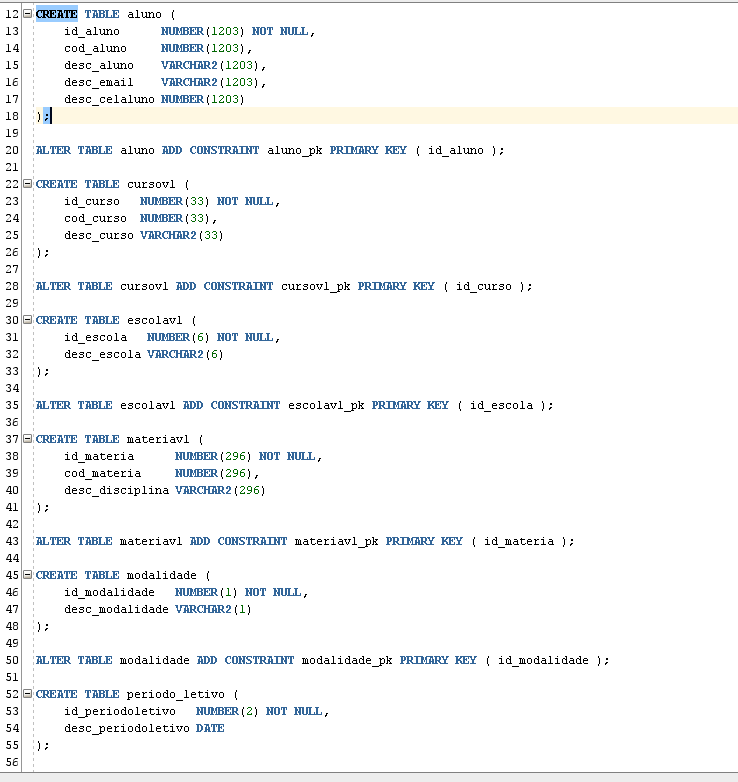 12 CREATE TABLE aluno (
13 id_aluno NUMBER(1203) NOT NULL,
14 cod_aluno NUMBER(1203),
15 desc_aluno VARCHAR2(1203),
16 desc_email VARCHAR2(1203),
17 desc_celaluno NUMBER(1203)
18 );
19
20 ALTER TABLE aluno ADD CONSTRAINT aluno_pk PRIMARY KEY ( id_aluno );
21
22 CREATE TABLE cursovl (
23 id_curso NUMBER(33) NOT NULL,
24 cod_curso NUMBER(33),
25 desc_curso VARCHAR2(33)
26 );
27
28 ALTER TABLE cursovl ADD CONSTRAINT cursovl_pk PRIMARY KEY ( id_curso );
29
30 CREATE TABLE escolavl (
31 id_escola NUMBER(6) NOT NULL,
32 desc_escola VARCHAR2(6)
33 );
34
35 ALTER TABLE escolavl ADD CONSTRAINT escolavl_pk PRIMARY KEY ( id_escola );
36
37 CREATE TABLE materiavl (
38 id_materia NUMBER(296) NOT NULL,
39 cod_materia NUMBER(296),
40 desc_disciplina VARCHAR2(296)
41 );
42
43 ALTER TABLE materiavl ADD CONSTRAINT materiavl_pk PRIMARY KEY ( id_materia );
44
45 CREATE TABLE modalidade (
46 id_modalidade NUMBER(1) NOT NULL,
47 desc_modalidade VARCHAR2(1)
48 );
49
50 ALTER TABLE modalidade ADD CONSTRAINT modalidade_pk PRIMARY KEY ( id_modalidade );
51
52 CREATE TABLE periodo_letivo (
53 id_periodoletivo NUMBER(2) NOT NULL,
54 desc_periodoletivo DATE
55 );
56